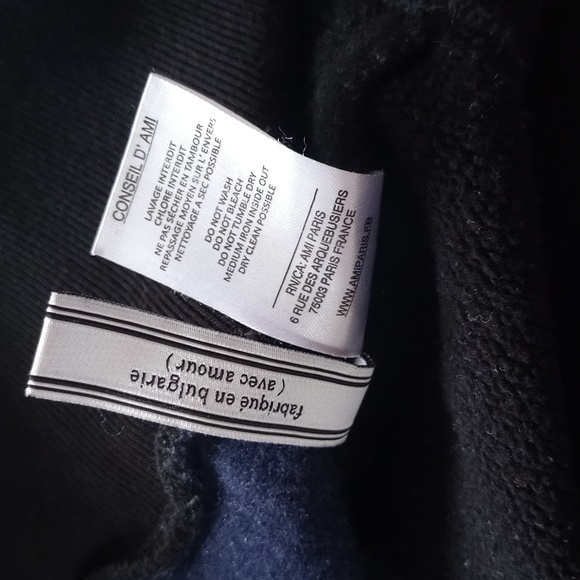 CONSEIL D' AMI
LAVAGE INTERDIT
CHLORE INTERDIT
NE PAS SÉCHER EN TAMBOUR
REPASSAGE MOYEN SUR L' ENVERS
NETTOYAGE A SEC POSSIBLE
DO NOT WASH
DO NOT BLEACH
DO NOT TUMBLE DRY
MEDIUM IRON INSIDE OUT
DRY CLEAN POSSIBLE
RN/CA: AMI PARIS
6 RUE DES ARQUEBUSIERS
75003 PARIS FRANCE
WWW.AMIPARIS.FR
fabriqué en bulgarie
( avec amour )